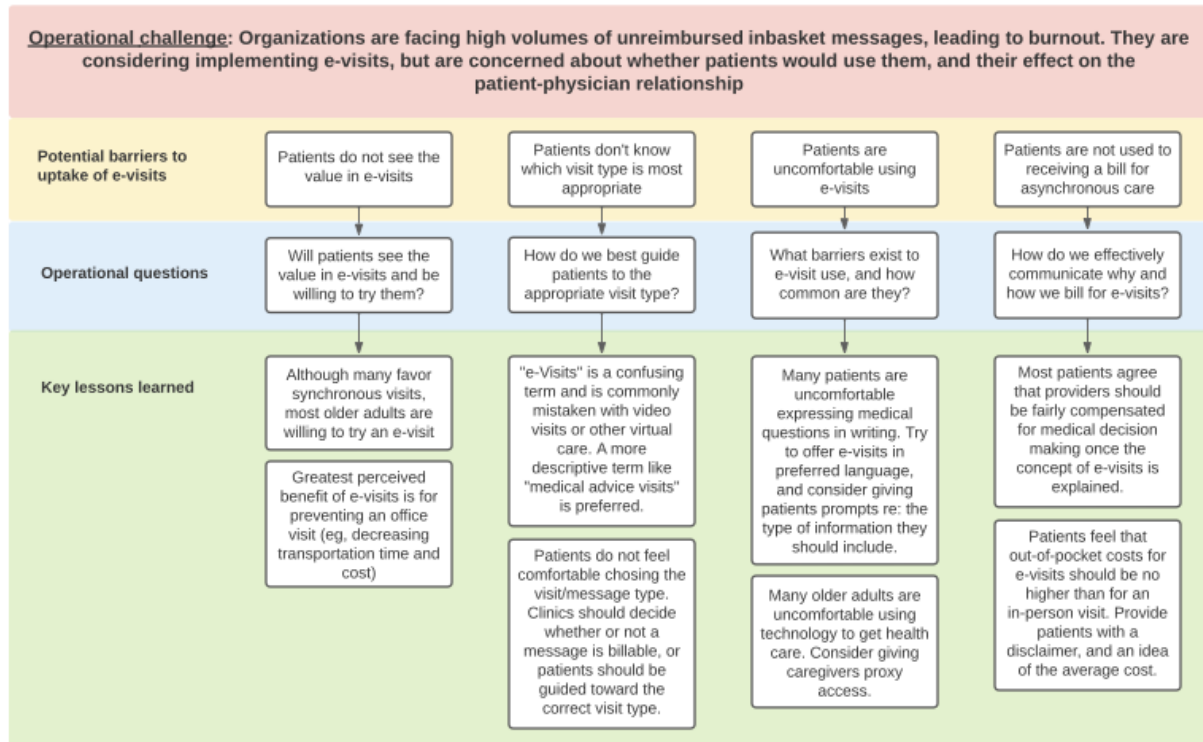 Operational challenge: Organizations are facing high volumes of unreimbursed inbasket messages, leading to burnout. They are
considering implementing e-visits, but are concerned about whether patients would use them, and their effect on the
patient-physician relationship
Potential barriers to
uptake of e-visits
Patients do not see the
value in e-visits
Patients don't know
which visit type is most
appropriate
Patients are
uncomfortable using
e-visits
Patients are not used to
receiving a bill for
asynchronous care
Operational questions
Will patients see the
value in e-visits and be
willing to try them?
How do we best guide
patients to the
appropriate visit type?
What barriers exist to
e-visit use, and how
common are they?
How do we effectively
communicate why and
how we bill for e-visits?
Key lessons learned
Although many favor
synchronous visits,
most older adults are
willing to try an e-visit
Greatest perceived
benefit of e-visits is for
preventing an office
visit (eg, decreasing
transportation time and
cost)
"e-Visits" is a confusing
term and is commonly
mistaken with video
visits or other virtual
care. A more
descriptive term like
"medical advice visits"
is preferred.
Patients do not feel
comfortable chosing the
visit/message type.
Clinics should decide
whether or not a
message is billable, or
patients should be
guided toward the
correct visit type.
Many patients are
uncomfortable
expressing medical
questions in writing. Try
to offer e-visits in
preferred language,
and consider giving
patients prompts re: the
type of information they
should include.
Many older adults are
uncomfortable using
technology to get health
care. Consider giving
caregivers proxy
access.
Most patients agree
that providers should
be fairly compensated
for medical decision
making once the
concept of e-visits is
explained.
Patients feel that
out-of-pocket costs for
e-visits should be no
higher than for an
in-person visit. Provide
patients with a
disclaimer, and an idea
of the average cost.